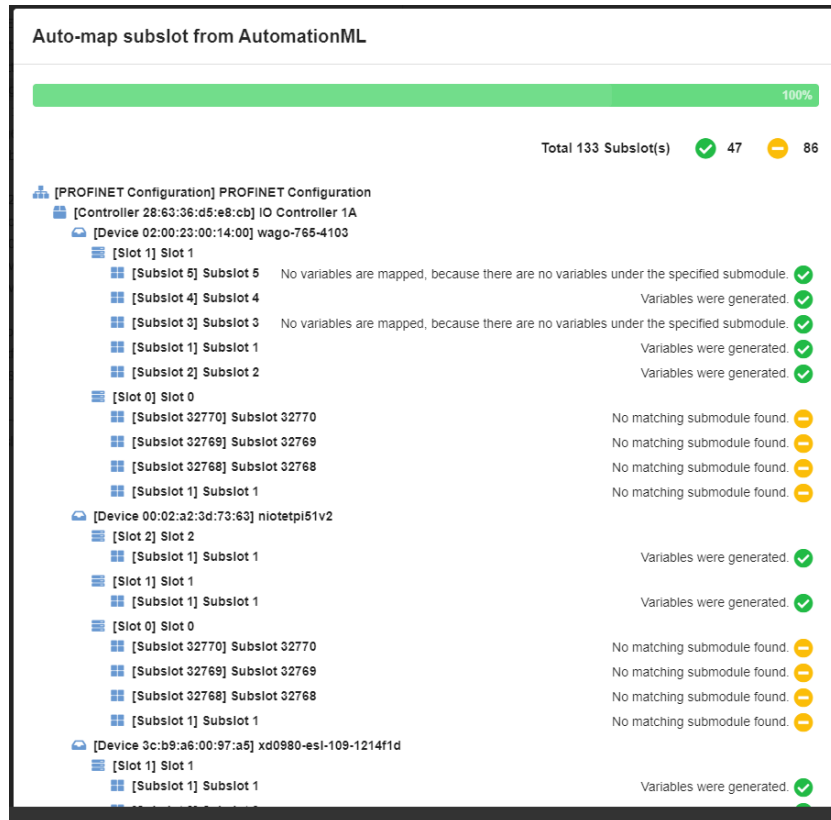 Auto-map subslot from AutomationML
100%
Total 133 Subslot(s) 47 86
[PROFINET Configuration] PROFINET Configuration
[Controller 28:63:36:d5:e8:cb] IO Controller 1A
[Device 02:00:23:00:14:00] wago-765-4103
[Slot 1] Slot 1
[Subslot 5] Subslot 5 No variables are mapped, because there are no variables under the specified submodule.
[Subslot 4] Subslot 4 Variables were generated.
[Subslot 3] Subslot 3 No variables are mapped, because there are no variables under the specified submodule.
[Subslot 1] Subslot 1 Variables were generated.
[Subslot 2] Subslot 2 Variables were generated.
[Slot 0] Slot 0
[Subslot 32770] Subslot 32770 No matching submodule found.
[Subslot 32769] Subslot 32769 No matching submodule found.
[Subslot 32768] Subslot 32768 No matching submodule found.
[Subslot 1] Subslot 1 No matching submodule found.
[Device 00:02:a2:3d:73:63] niotetpi51v2
[Slot 2] Slot 2
[Subslot 1] Subslot 1 Variables were generated.
[Slot 1] Slot 1
[Subslot 1] Subslot 1 Variables were generated.
[Slot 0] Slot 0
[Subslot 32770] Subslot 32770 No matching submodule found.
[Subslot 32769] Subslot 32769 No matching submodule found.
[Subslot 32768] Subslot 32768 No matching submodule found.
[Subslot 1] Subslot 1 No matching submodule found.
[Device 3c:b9:a6:00:97:a5] xd0980-esl-109-1214f1d
[Slot 1] Slot 1
[Subslot 1] Subslot 1 Variables were generated.